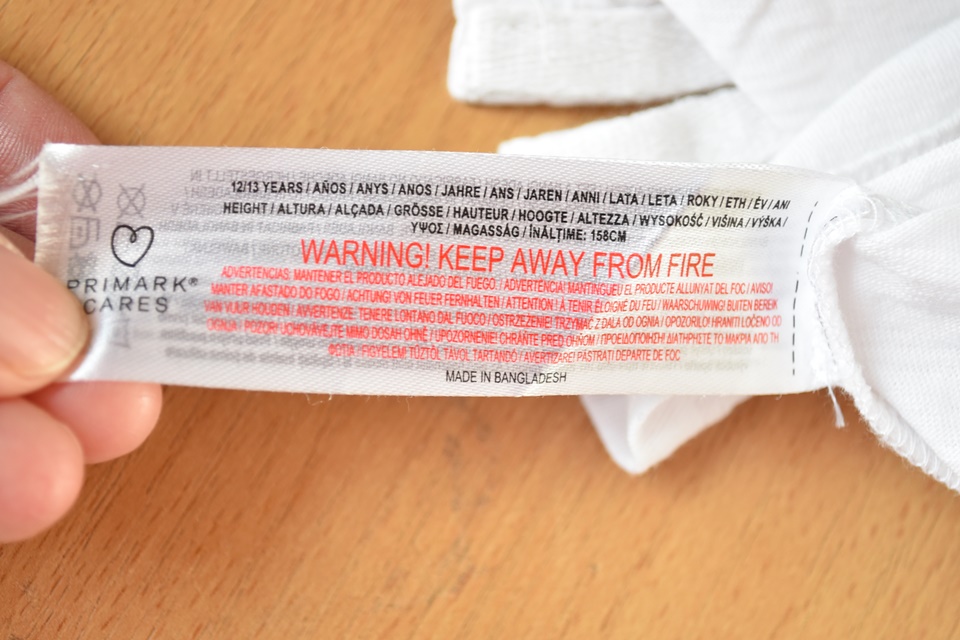 12/13 YEARS / AÑOS / ANYS / ANOS / JAHRE / ANS / JAREN / ANNI / LATA / LETA / ROKY / ETH / ÉV / ANI
HEIGHT / ALTURA / ALÇADA / GRÖSSE / HAUTEUR / HOOGTE / ALTEZZA / WYSOKOŚĆ / VIŠINA / VÝŠKA /
ΥΨΟΣ / MAGASSÁG / ÎNĂLȚIME: 158CM
WARNING! KEEP AWAY FROM FIRE
ADVERTENCIAS: MANTENER EL PRODUCTO ALEJADO DEL FUEGO: / ADVERTÈNCIA! MANTINGUEU EL PRODUCTE ALLUNYAT DEL FOC / AVISO!
MANTER AFASTADO DO FOGO / ACHTUNG! VON FEUER FERNHALTEN / ATTENTION ! À TENIR ÉLOIGNÉ DU FEU / WAARSCHUWING! BUITEN BEREIK
VAN VUUR HOUDEN / AVVERTENZE: TENERE LONTANO DAL FUOCO / OSTRZEŻENIE! TRZYMAĆ Z DALA OD OGNIA / OPOZORILO! HRANITI LOČENO OD
OGNJA / POZOR! UCHOVÁVEJTE MIMO DOSAH OHNĚ / UPOZORNENIE! CHRÁŇTE PRED OHŇOM / ΠΡΟΕΙΔΟΠΟΙΗΣΗ! ΔΙΑΤΗΡΗΣΤΕ ΤΟ ΜΑΚΡΙΑ ΑΠΟ ΤΗ
ΦΩΤΙΑ / FIGYELEM! TŰZTŐL TÁVOL TARTANDÓ / AVERTIZARE! PĂSTRAȚI DEPARTE DE FOC
MADE IN BANGLADESH
PRIMARK®
CARES